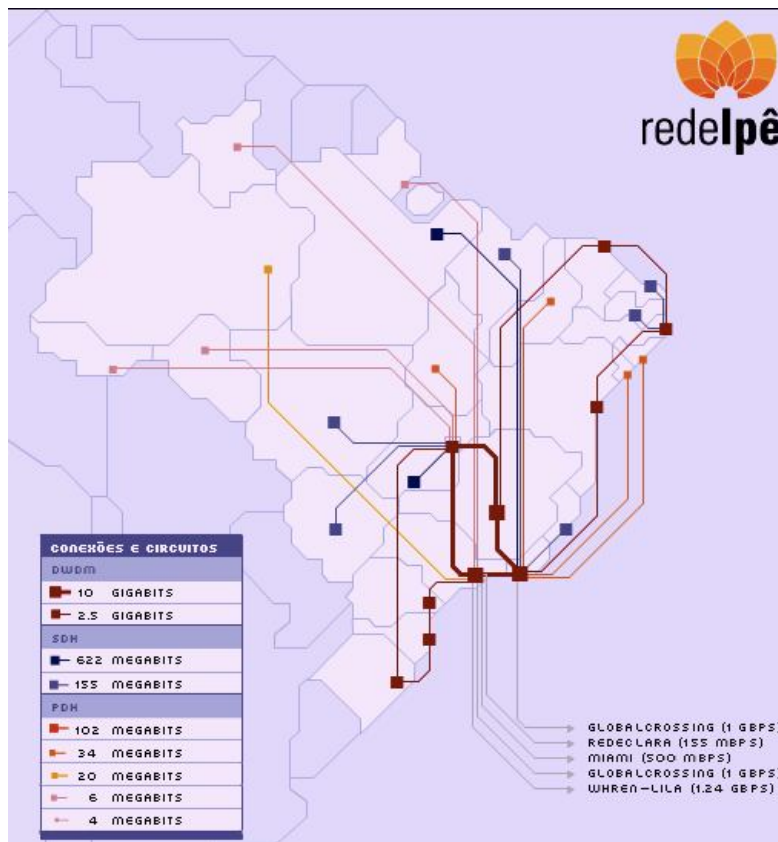 redeIpê
CONEXÕES E CIRCUITOS
DWDM
10 GIGABITS
2.5 GIGABITS
SDH
622 MEGABITS
155 MEGABITS
PDH
102 MEGABITS
34 MEGABITS
20 MEGABITS
6 MEGABITS
4 MEGABITS
GLOBALCROSSING (1 GBPS)
REDECLARA (155 MBPS)
MIAMI (500 MBPS)
GLOBALCROSSING (1 GBPS)
WHREN-LILA (1.24 GBPS)